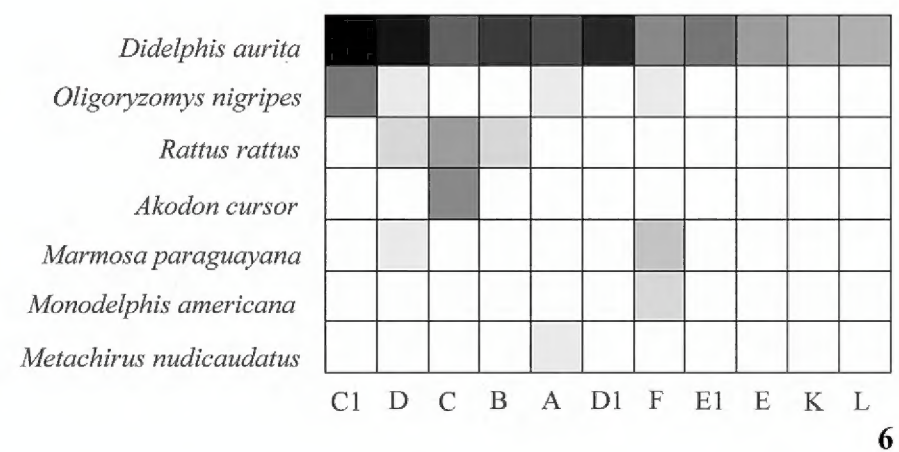 Didelphis aurita
Oligoryzomys nigripes
Rattus rattus
Akodon cursor
Marmosa paraguayana
Monodelphis americana
Metachirus nudicaudatus
C1 D C B A D1 F E1 E K L
6